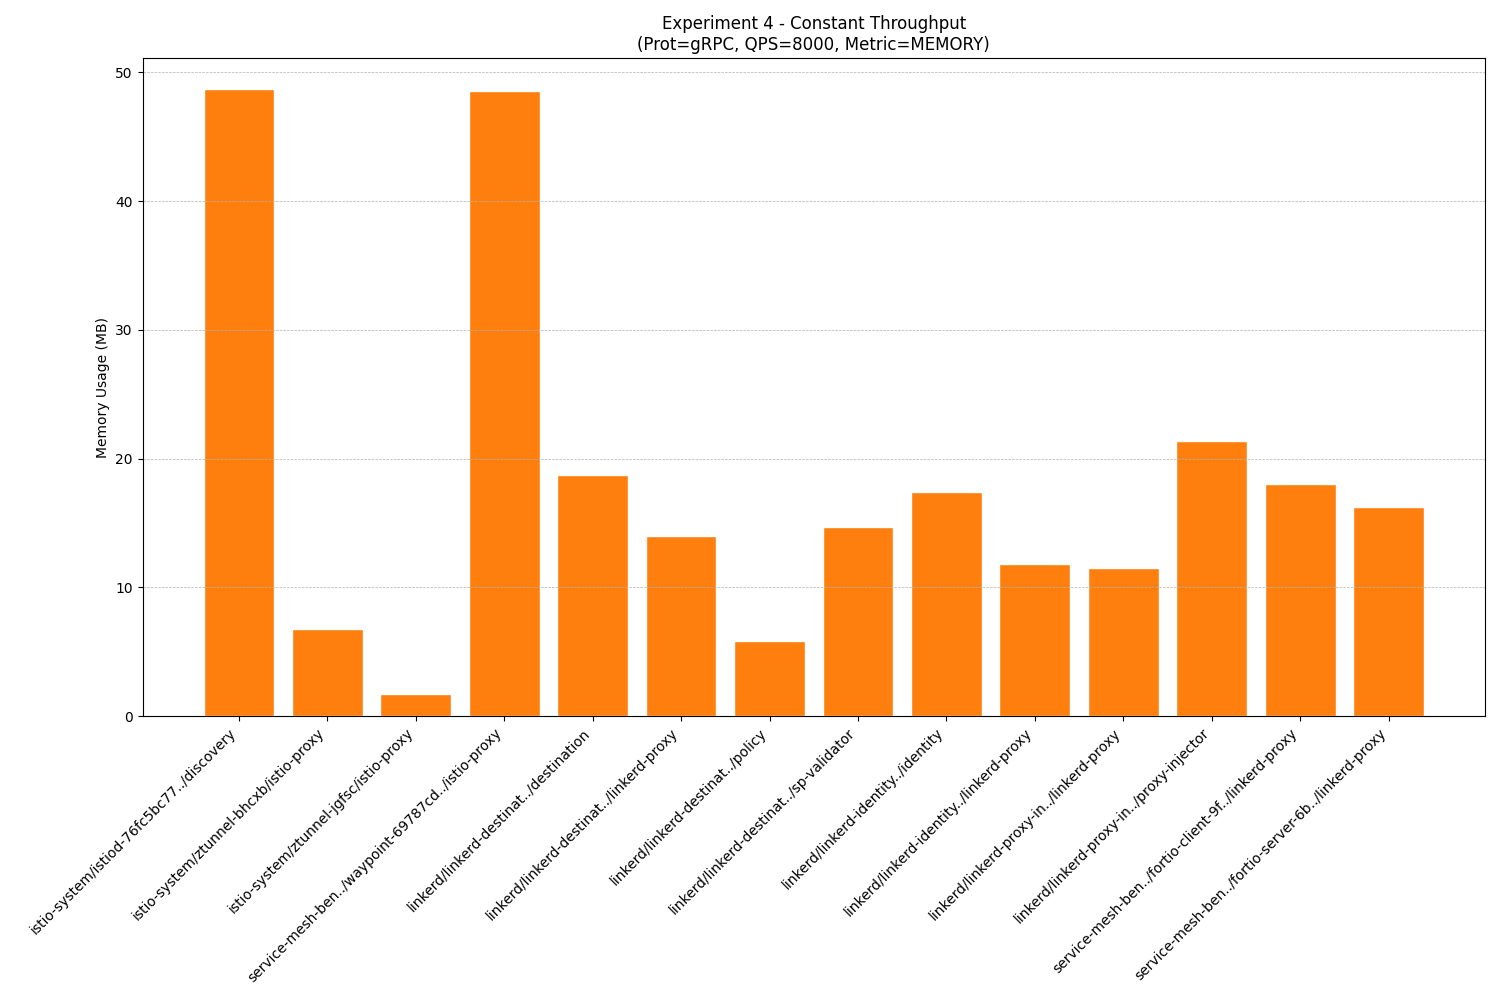 Experiment 4 - Constant Throughput
(Prot=gRPC, QPS=8000, Metric=MEMORY)
Memory Usage (MB)
50
40
30
20
10
0
istio-system/istiod-76fc5bc77../discovery
istio-system/ztunnel-bhcxb/istio-proxy
istio-system/ztunnel-jgfsc/istio-proxy
service-mesh-ben../waypoint-69787cd../istio-proxy
linkerd/linkerd-destinat../destination
linkerd/linkerd-destinat../linkerd-proxy
linkerd/linkerd-destinat../policy
linkerd/linkerd-destinat../sp-validator
linkerd/linkerd-identity../identity
linkerd/linkerd-identity../linkerd-proxy
linkerd/linkerd-proxy-in../linkerd-proxy
linkerd/linkerd-proxy-in../proxy-injector
service-mesh-ben../fortio-client-9f../linkerd-proxy
service-mesh-ben../fortio-server-6b../linkerd-proxy